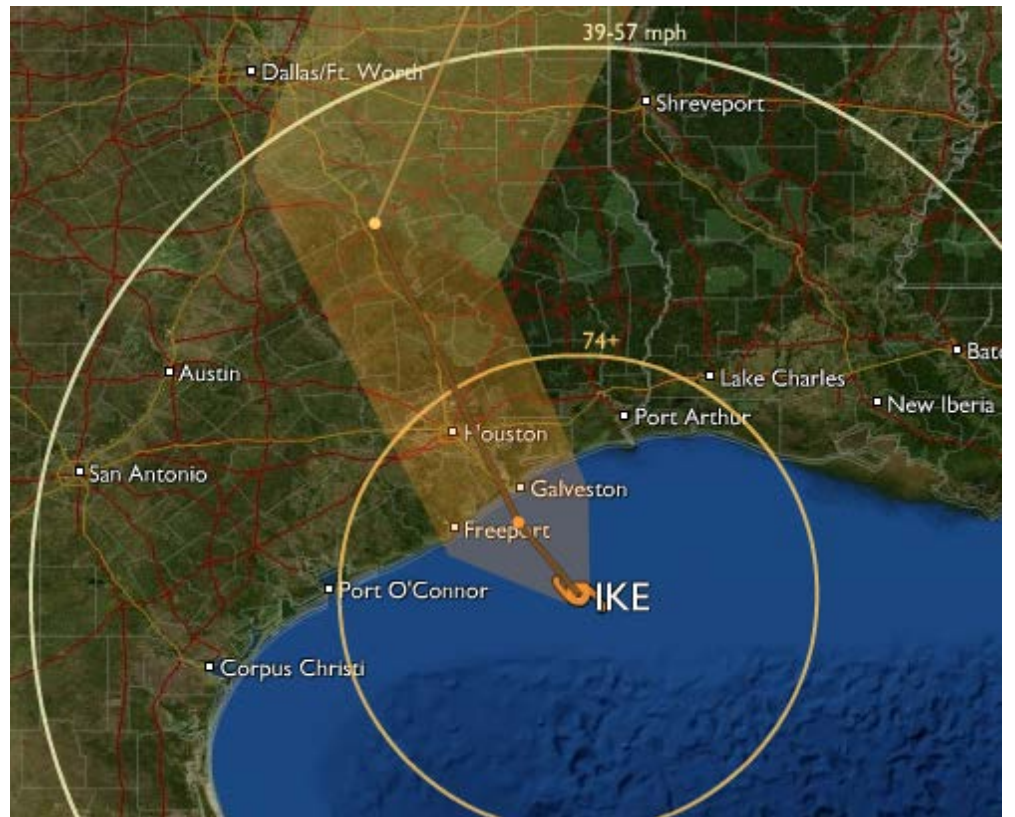 39-57 mph
Dallas/Ft. Worth
Shreveport
74+
Austin
Lake Charles
Bato
New Iberia
Port Arthur
Houston
San Antonio
Galveston
Freeport
Port O'Connor
IKE
Corpus Christi